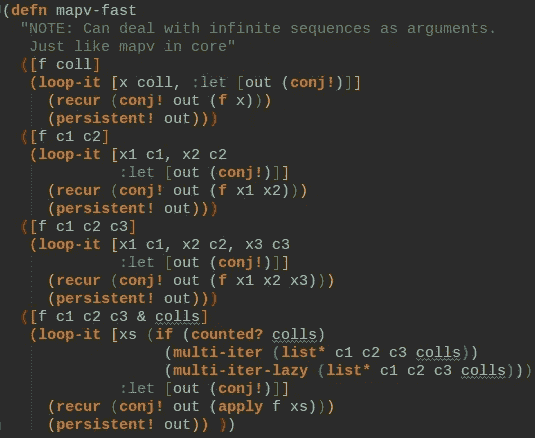 (defn mapv-fast
"NOTE: Can deal with infinite sequences as arguments.
Just like mapv in core"
([f coll]
(loop-it [x coll, :let [out (conj!)]]
(recur (conj! out (f x)))
(persistent! out)))
([f c1 c2]
(loop-it [x1 c1, x2 c2
:let [out (conj!)]]
(recur (conj! out (f x1 x2)))
(persistent! out)))
([f c1 c2 c3]
(loop-it [x1 c1, x2 c2, x3 c3
:let [out (conj!)]]
(recur (conj! out (f x1 x2 x3)))
(persistent! out)))
([f c1 c2 c3 & colls]
(loop-it [xs (if (counted? colls)
(multi-iter (list* c1 c2 c3 colls))
(multi-iter-lazy (list* c1 c2 c3 colls)))
:let [out (conj!)]]
(recur (conj! out (apply f xs)))
(persistent! out)) ))